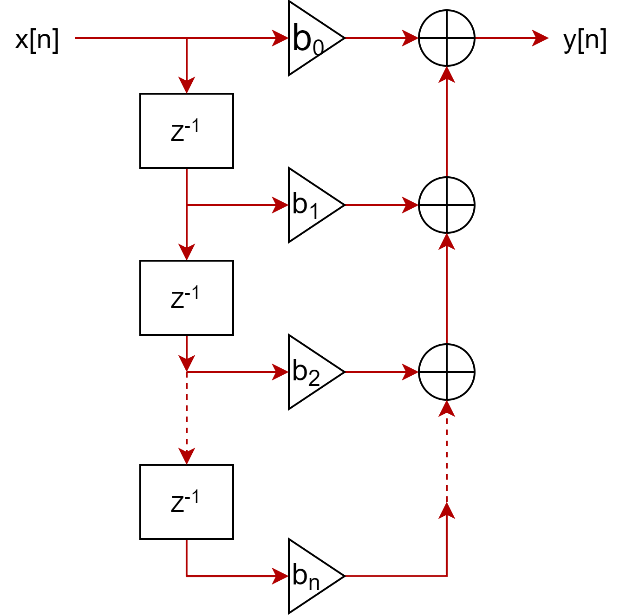 x[n]
b₀
y[n]
z⁻¹
b₁
z⁻¹
b₂
z⁻¹
bₙ